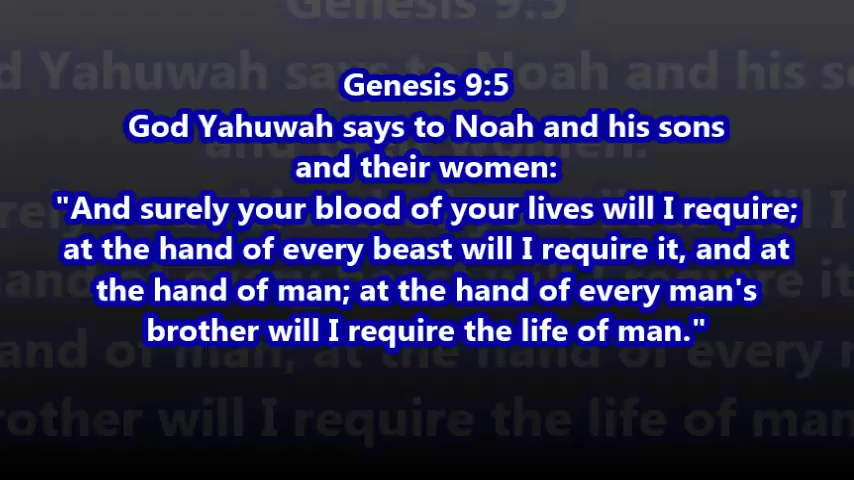 Genesis 9:5
God Yahuwah says to Noah and his sons
and their women:
"And surely your blood of your lives will I require;
at the hand of every beast will I require it, and at
the hand of man; at the hand of every man's
brother will I require the life of man."